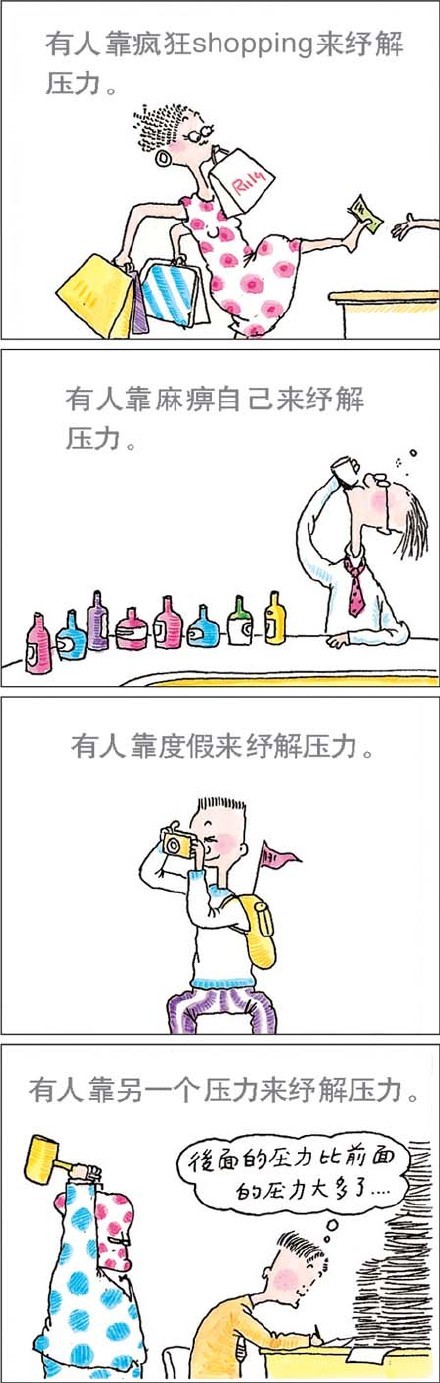 有人靠疯狂shopping来纾解
压力。
有人靠麻痹自己来纾解
压力。
有人靠度假来纾解压力。
有人靠另一个压力来纾解压力。
後面的压力比前面
的压力大多了....